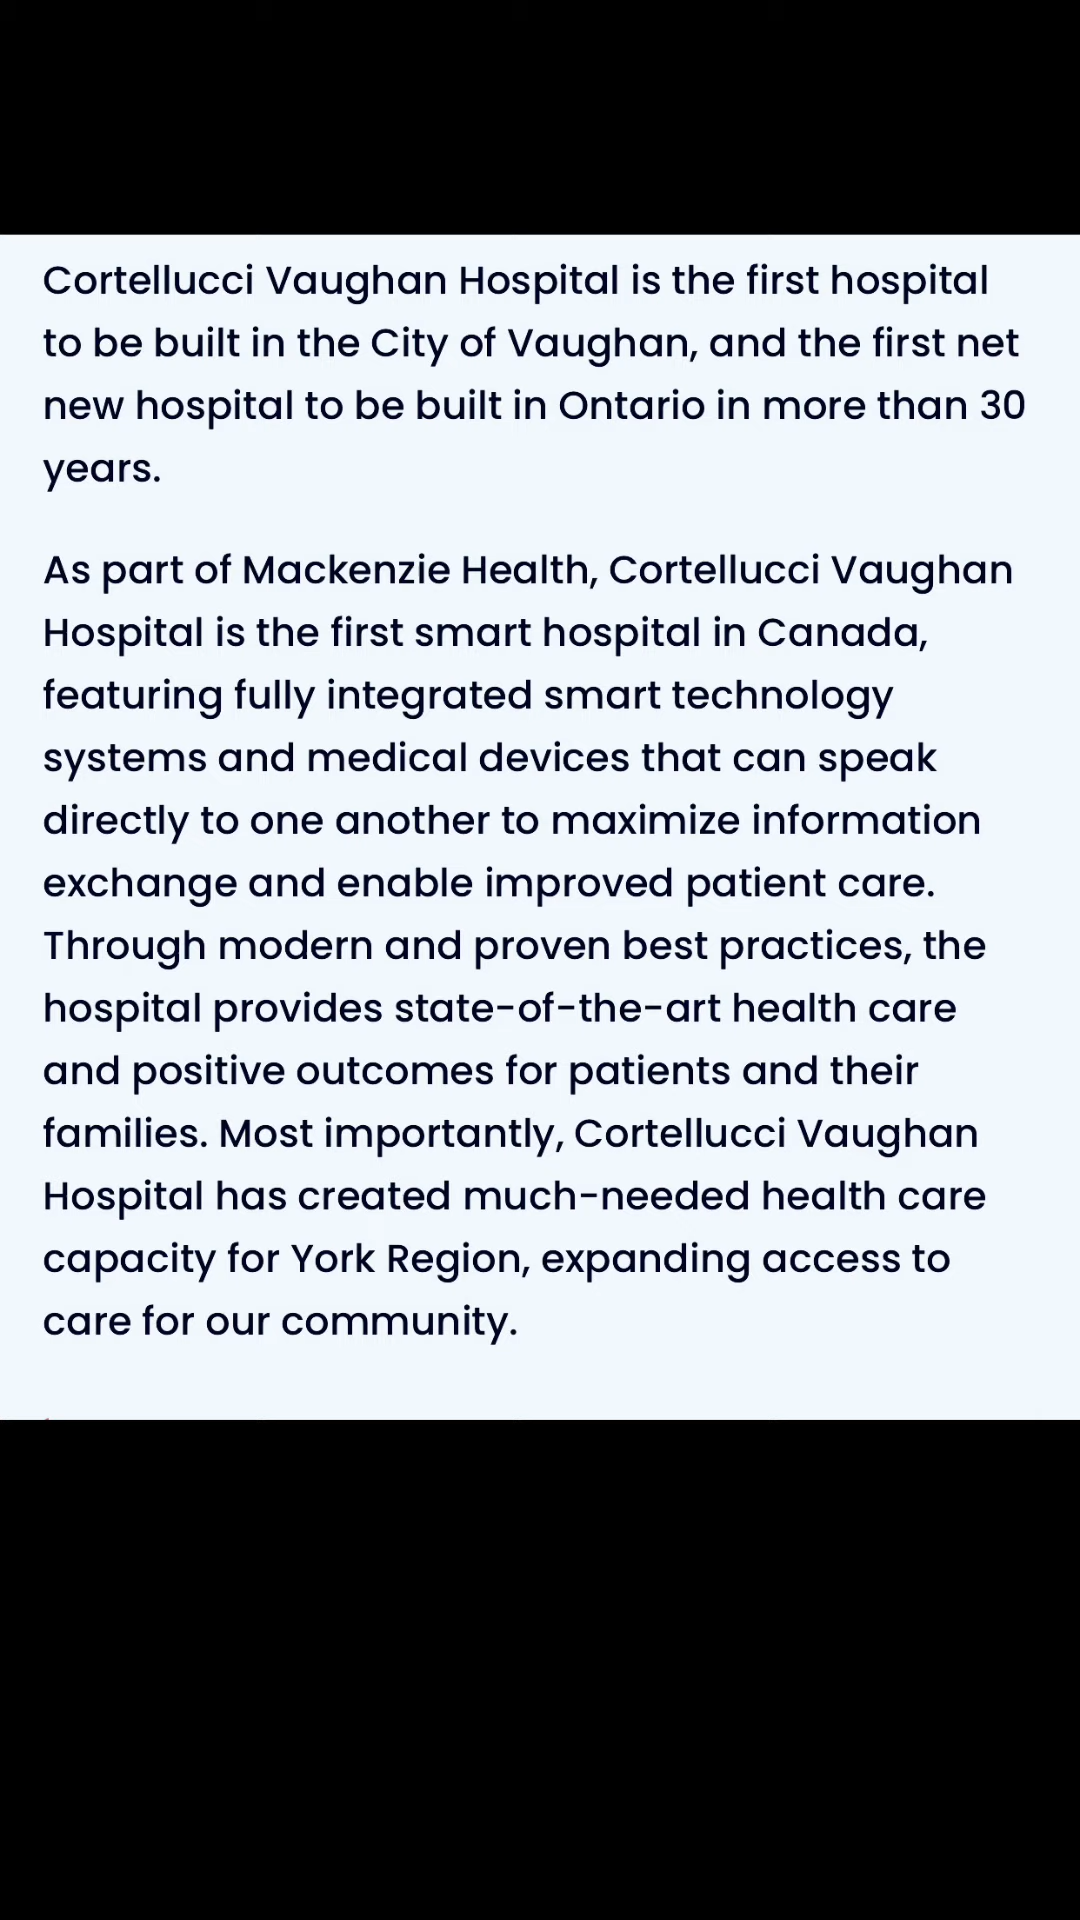 Cortellucci Vaughan Hospital is the first hospital
to be built in the City of Vaughan, and the first net
new hospital to be built in Ontario in more than 30
years.
As part of Mackenzie Health, Cortellucci Vaughan
Hospital is the first smart hospital in Canada,
featuring fully integrated smart technology
systems and medical devices that can speak
directly to one another to maximize information
exchange and enable improved patient care.
Through modern and proven best practices, the
hospital provides state-of-the-art health care
and positive outcomes for patients and their
families. Most importantly, Cortellucci Vaughan
Hospital has created much-needed health care
capacity for York Region, expanding access to
care for our community.